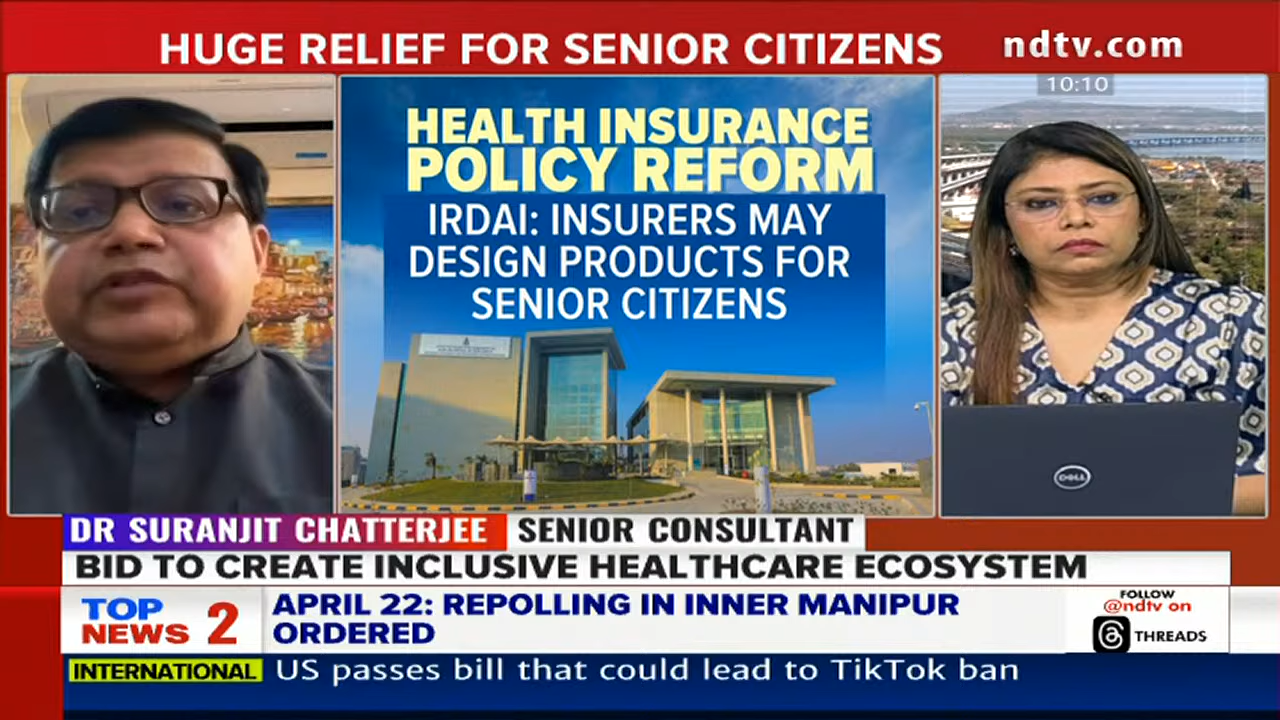 HUGE RELIEF FOR SENIOR CITIZENS
ndtv.com
10:10
HEALTH INSURANCE
POLICY REFORM
IRDAI: INSURERS MAY
DESIGN PRODUCTS FOR
SENIOR CITIZENS
DELL
DR SURANJIT CHATTERJEE
SENIOR CONSULTANT
BID TO CREATE INCLUSIVE HEALTHCARE ECOSYSTEM
TOP
NEWS 2
APRIL 22: REPOLLING IN INNER MANIPUR
ORDERED
FOLLOW
@ndtv on
THREADS
INTERNATIONAL
US passes bill that could lead to TikTok ban